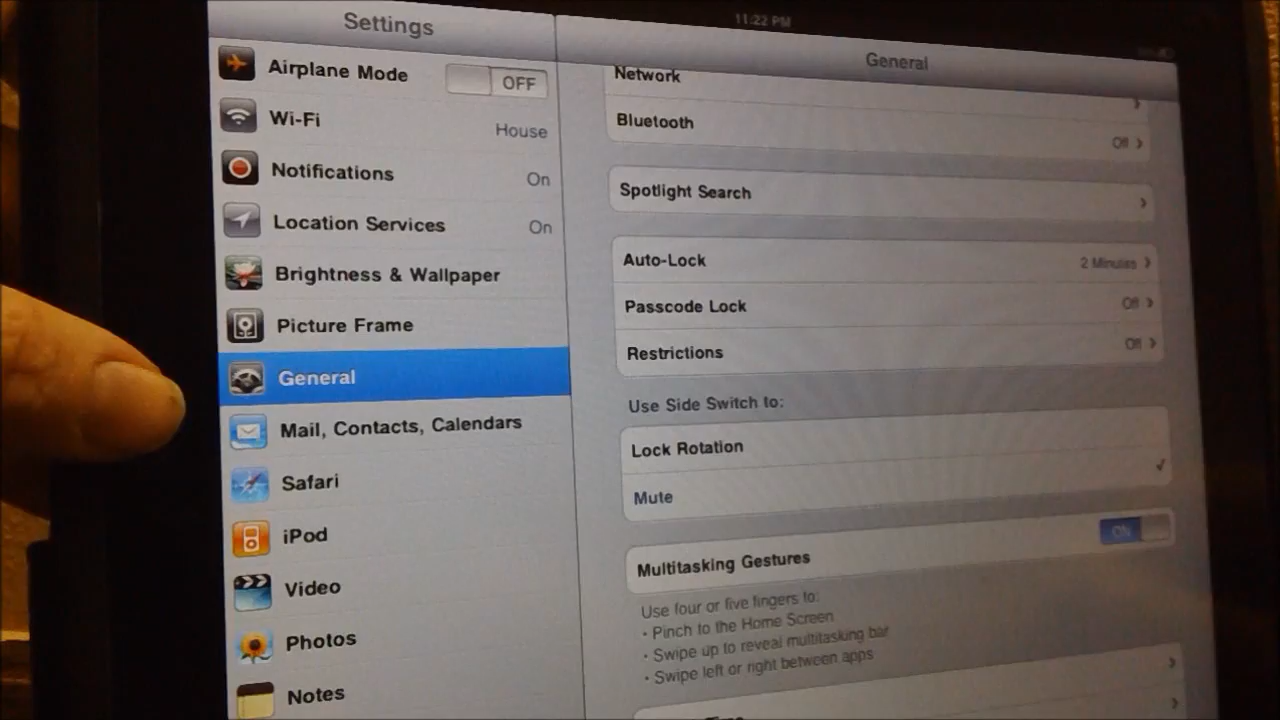 11:22 PM
Settings
General
Airplane Mode OFF
Wi-Fi House
Notifications On
Location Services On
Brightness & Wallpaper
Picture Frame
General
Mail, Contacts, Calendars
Safari
iPod
Video
Photos
Notes
Network
Bluetooth Off
Spotlight Search
Auto-Lock 2 Minutes
Passcode Lock Off
Restrictions Off
Use Side Switch to:
Lock Rotation
Mute
Multitasking Gestures ON
Use four or five fingers to:
• Pinch to the Home Screen
• Swipe up to reveal multitasking bar
• Swipe left or right between apps